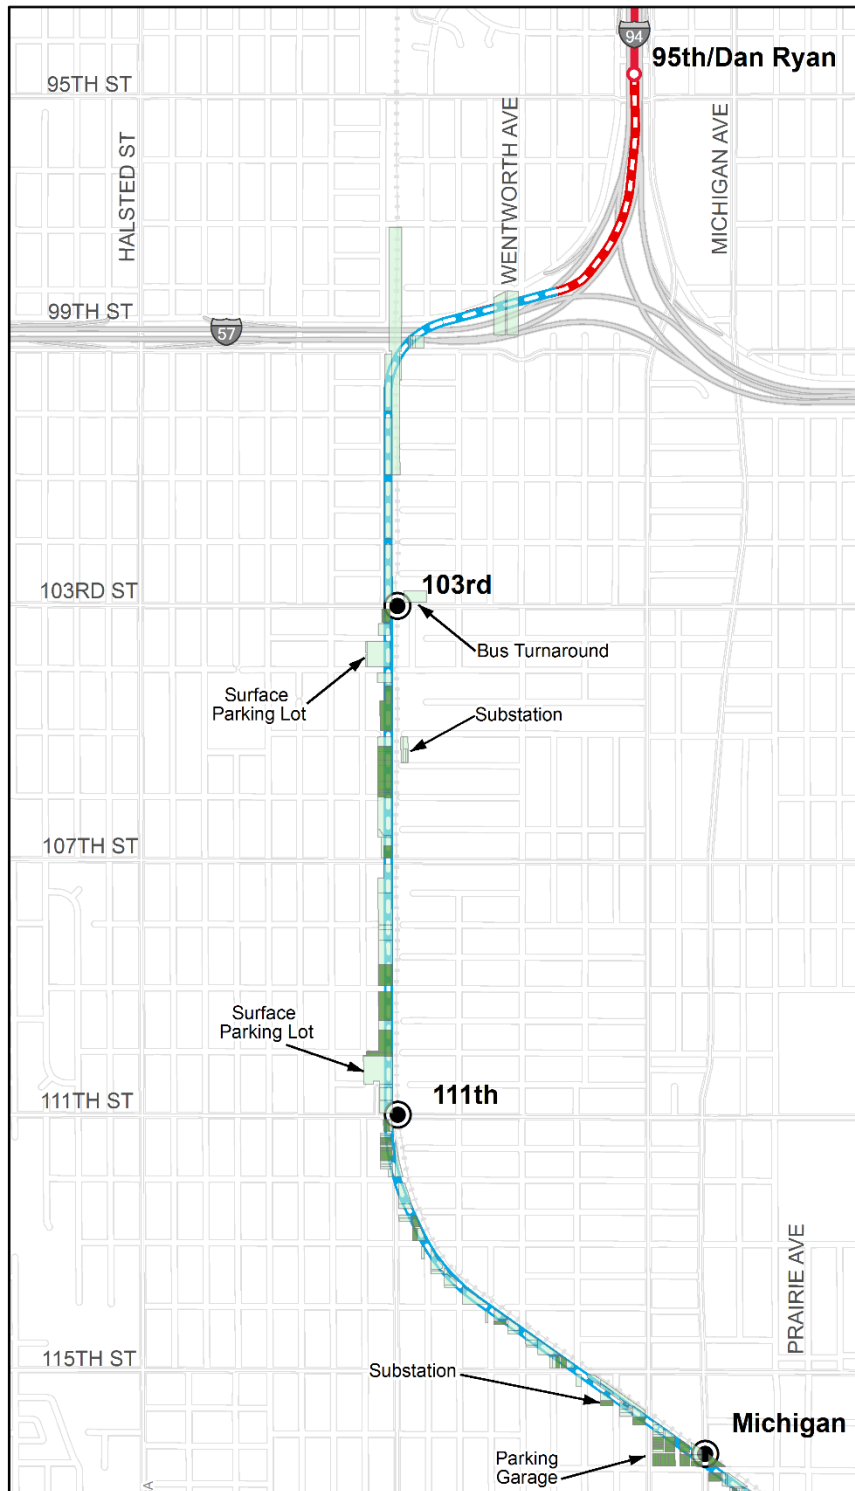 94
95th/Dan Ryan
95TH ST
HALSTED ST
WENTWORTH AVE
MICHIGAN AVE
99TH ST
57
103rd
103RD ST
Bus Turnaround
Surface
Parking Lot
Substation
107TH ST
Surface
Parking Lot
111th
111TH ST
PRAIRIE AVE
115TH ST
Substation
Michigan
Parking
Garage
A